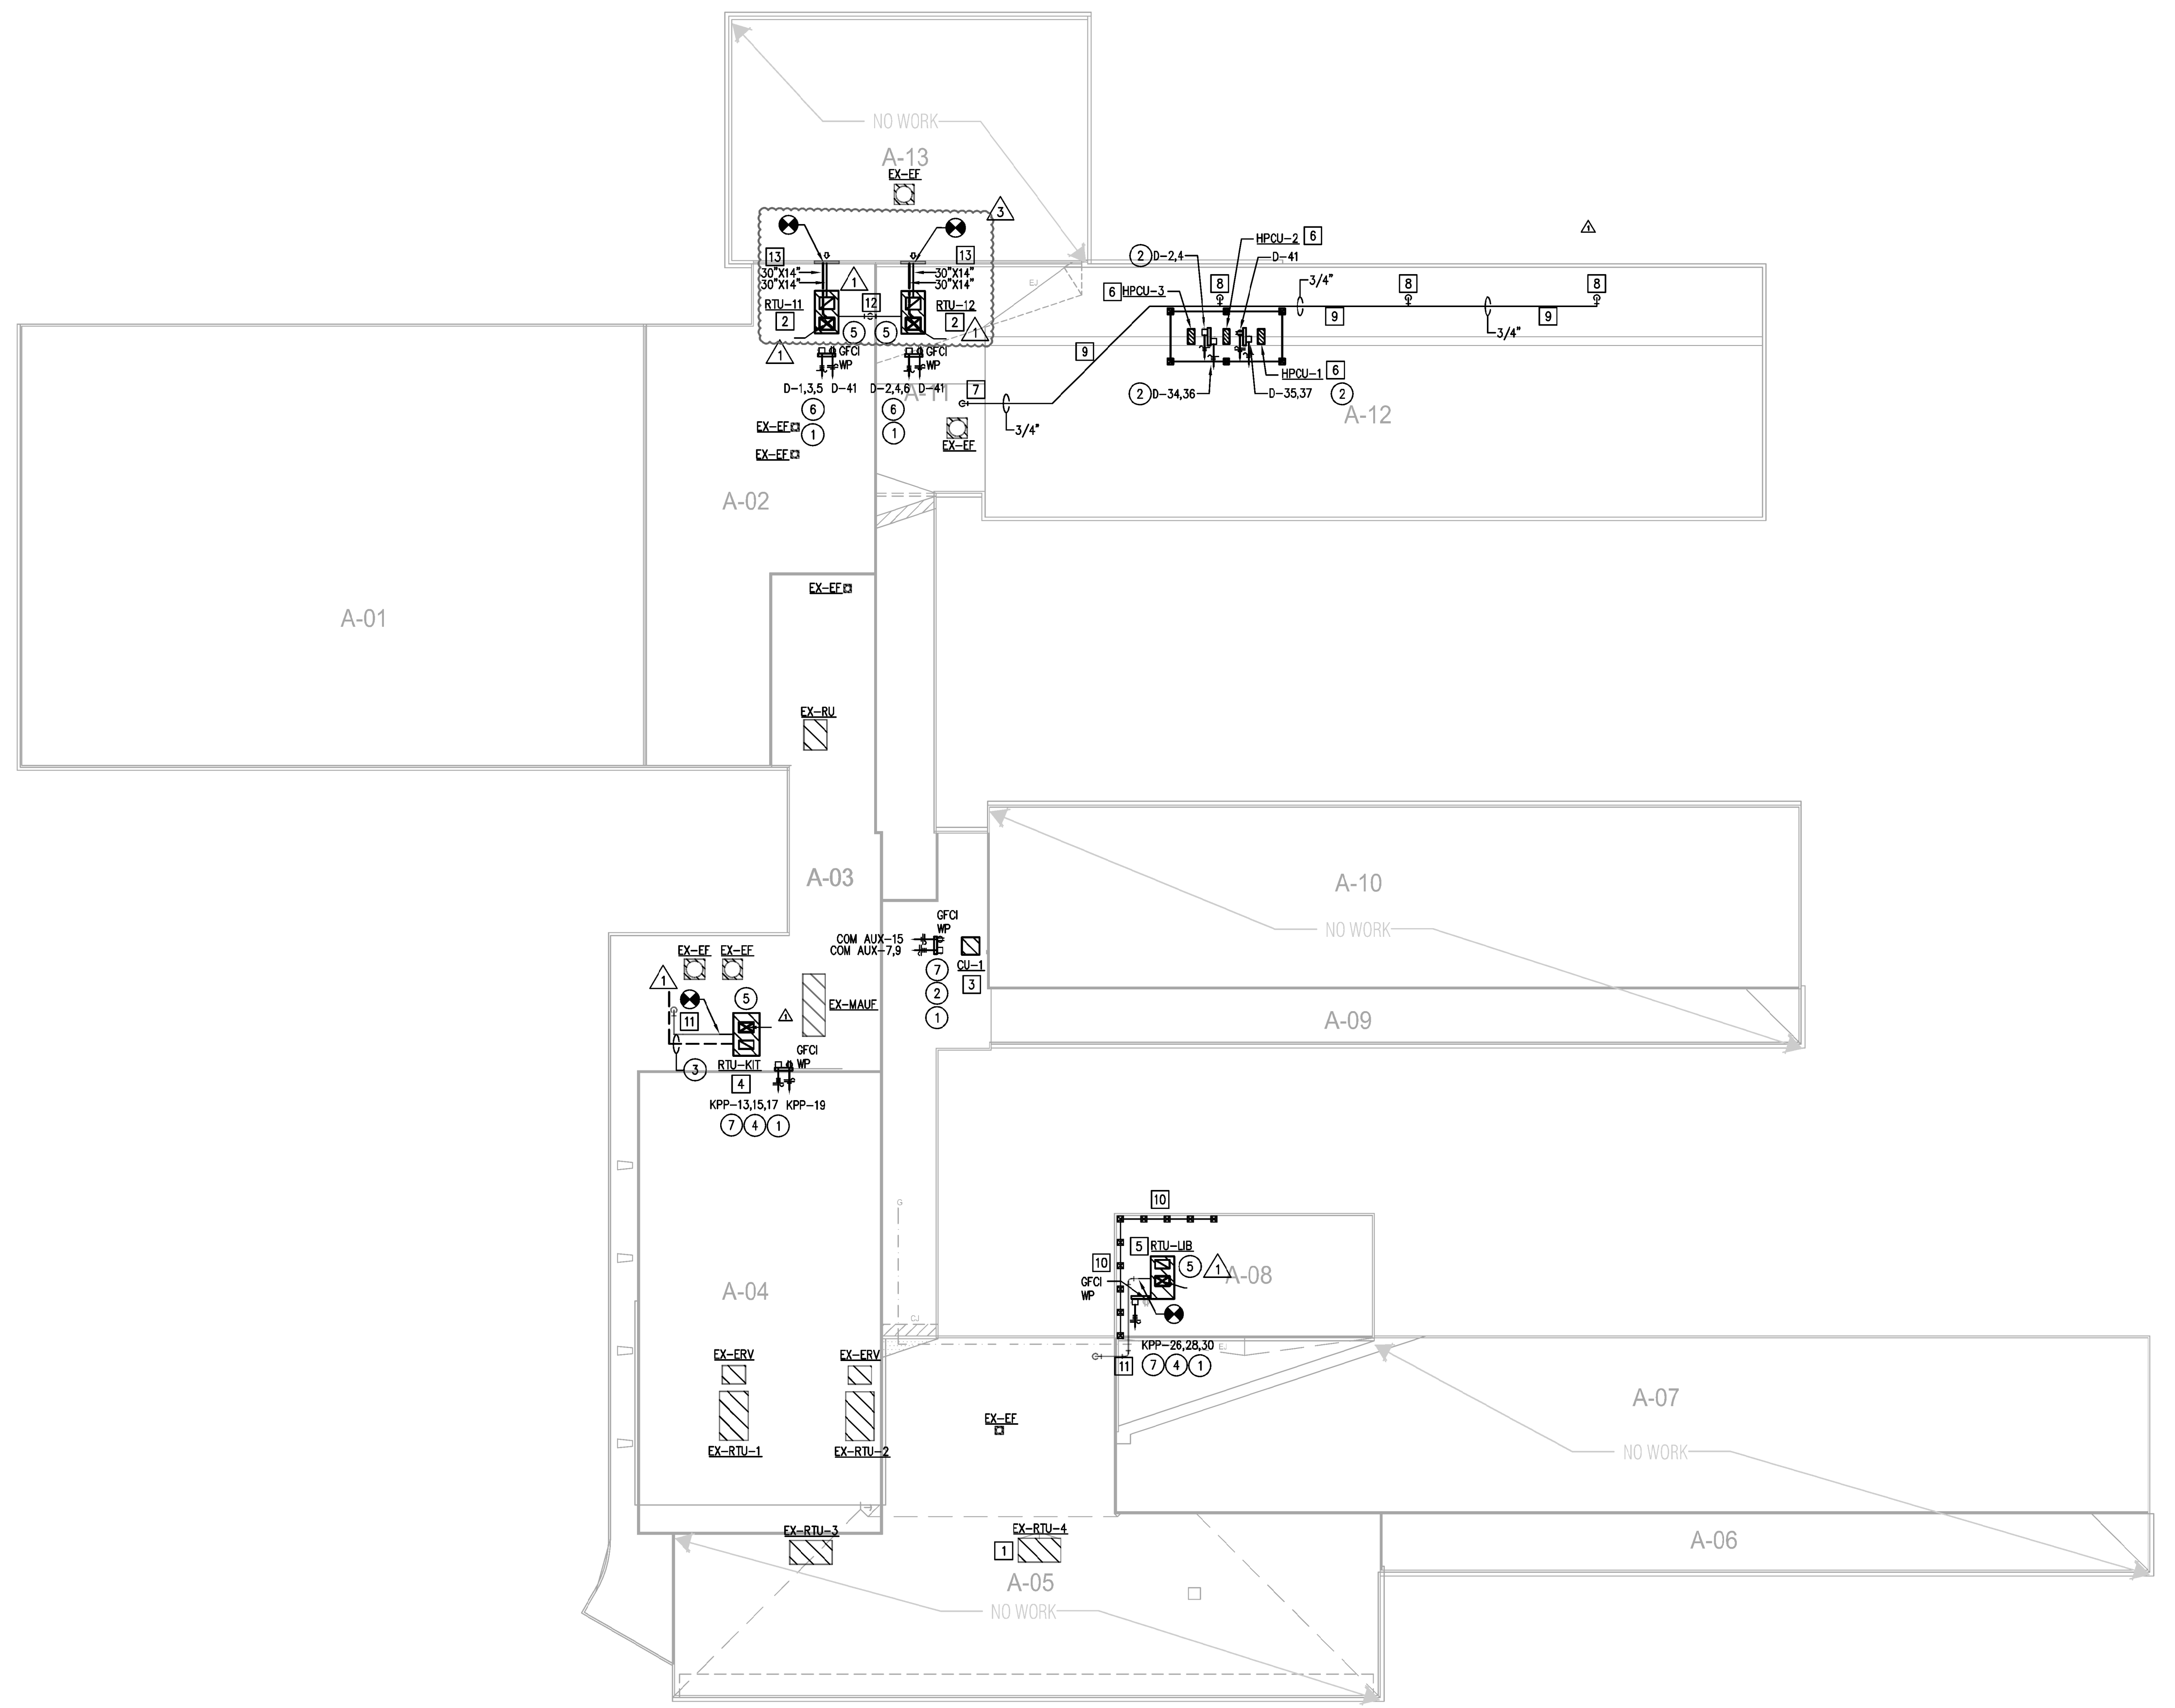 NO WORK
A-13
EX-EF
3
13
13
30"X14"
30"X14"
30"X14"
30"X14"
1
RTU-11
12
RTU-12
2
5
5
2
1
1
GFCI
WP
GFCI
WP
D-1,3,5
D-41
D-2,4,6
D-41
A-11
6
6
1
1
EX-EF
EX-EF
EX-EF
7
3/4"
9
1
HPCU-2
6
2
D-2,4
D-41
6
HPCU-3
8
3/4"
8
8
9
9
3/4"
HPCU-1
6
2
D-34,36
D-35,37
2
A-12
EJ
A-02
A-01
EX-EF
EX-RU
A-03
A-10
NO WORK
A-09
GFCI
WP
COM AUX-15
COM AUX-7,9
CU-1
7
3
2
1
EX-EF
EX-EF
1
5
11
1
EX-MAUF
GFCI
WP
3
RTU-KIT
4
KPP-13,15,17
KPP-19
7
4
1
G
CJ
10
5
RTU-LIB
10
5
1
A-08
GFCI
WP
KPP-26,28,30
EJ
11
7
4
1
A-04
EX-ERV
EX-ERV
EX-RTU-1
EX-RTU-2
EX-EF
A-07
NO WORK
A-06
EX-RTU-3
EX-RTU-4
1
A-05
NO WORK